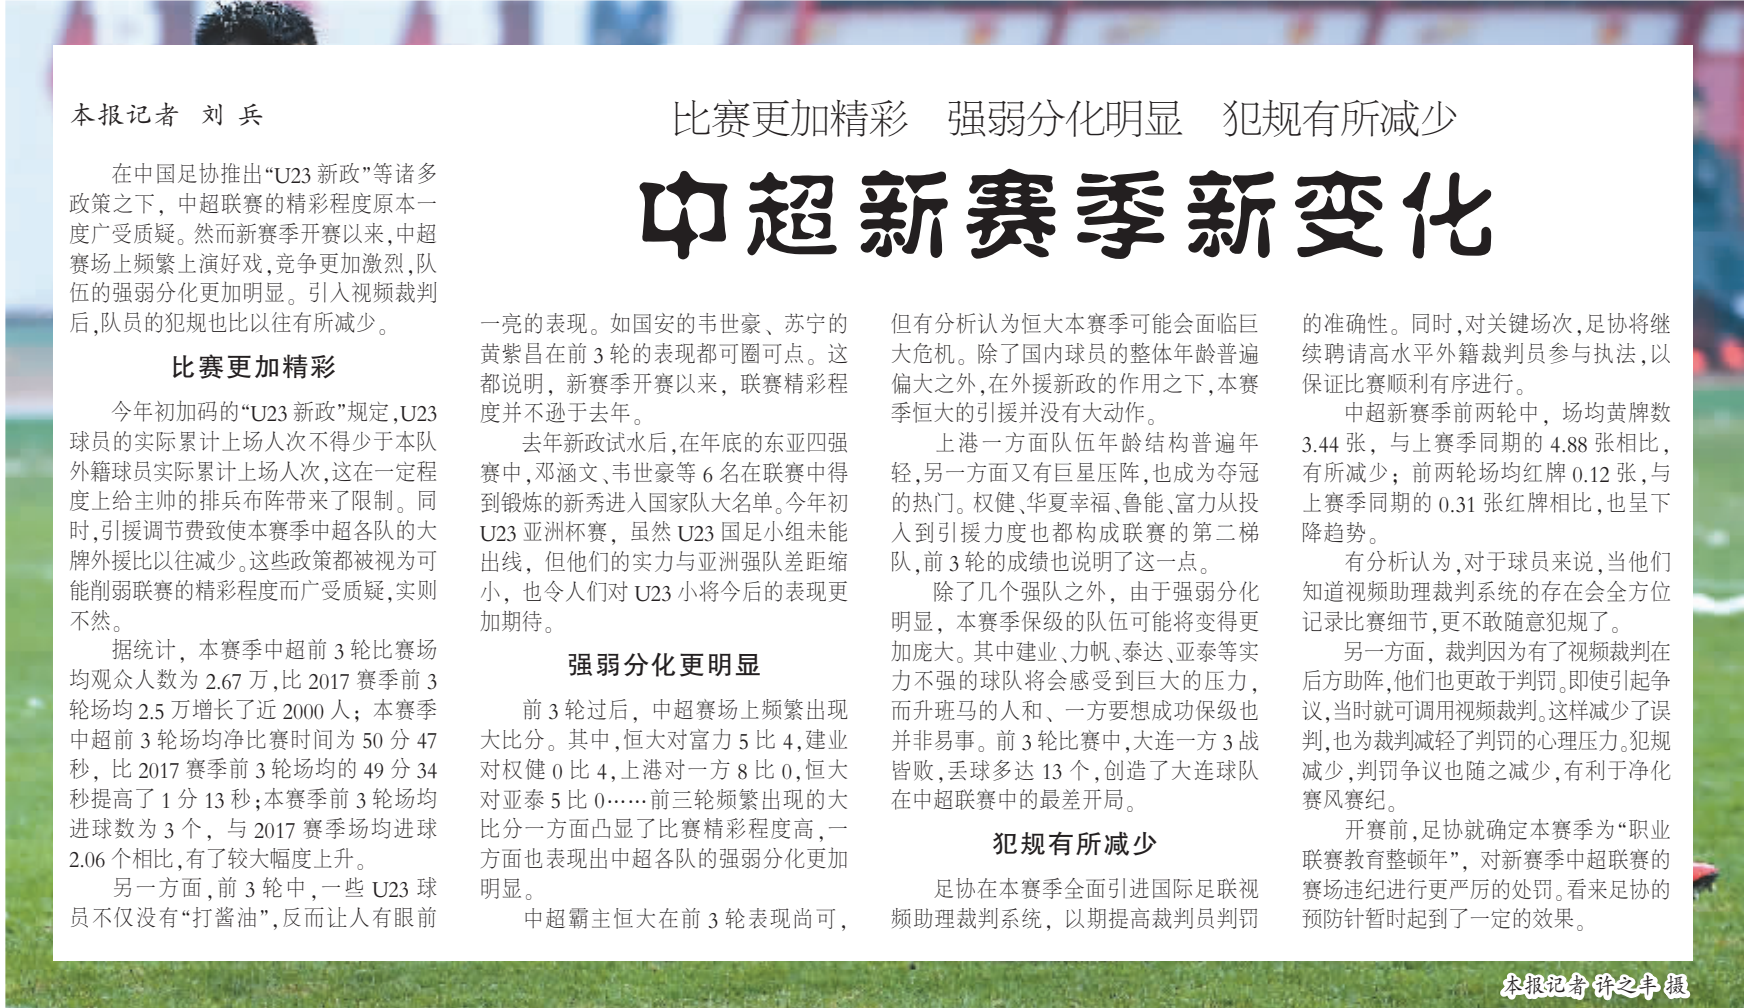 比赛更加精彩 强弱分化明显 犯规有所减少
中超新赛季新变化
本报记者 刘 兵
在中国足协推出“U23 新政”等诸多
政策之下，中超联赛的精彩程度原本一
度广受质疑。然而新赛季开赛以来,中超
赛场上频繁上演好戏,竞争更加激烈,队
伍的强弱分化更加明显。引入视频裁判
后,队员的犯规也比以往有所减少。
比赛更加精彩
今年初加码的“U23 新政”规定,U23
球员的实际累计上场人次不得少于本队
外籍球员实际累计上场人次,这在一定程
度上给主帅的排兵布阵带来了限制。同
时,引援调节费致使本赛季中超各队的大
牌外援比以往减少。这些政策都被视为可
能削弱联赛的精彩程度而广受质疑,实则
不然。
据统计，本赛季中超前 3 轮比赛场
均观众人数为 2.67 万,比 2017 赛季前 3
轮场均 2.5 万增长了近 2000 人；本赛季
中超前 3 轮场均净比赛时间为 50 分 47
秒，比 2017 赛季前 3 轮场均的 49 分 34
秒提高了 1 分 13 秒;本赛季前 3 轮场均
进球数为 3 个，与 2017 赛季场均进球
2.06 个相比,有了较大幅度上升。
另一方面,前 3 轮中,一些 U23 球
员不仅没有“打酱油”,反而让人有眼前
一亮的表现。如国安的韦世豪、苏宁的
黄紫昌在前 3 轮的表现都可圈可点。这
都说明，新赛季开赛以来，联赛精彩程
度并不逊于去年。
去年新政试水后,在年底的东亚四强
赛中,邓涵文、韦世豪等 6 名在联赛中得
到锻炼的新秀进入国家队大名单。今年初
U23 亚洲杯赛，虽然 U23 国足小组未能
出线，但他们的实力与亚洲强队差距缩
小，也令人们对 U23 小将今后的表现更
加期待。
强弱分化更明显
前 3 轮过后，中超赛场上频繁出现
大比分。其中,恒大对富力 5 比 4,建业
对权健 0 比 4,上港对一方 8 比 0,恒大
对亚泰 5 比 0……前三轮频繁出现的大
比分一方面凸显了比赛精彩程度高,一
方面也表现出中超各队的强弱分化更加
明显。
中超霸主恒大在前 3 轮表现尚可,
但有分析认为恒大本赛季可能会面临巨
大危机。除了国内球员的整体年龄普遍
偏大之外,在外援新政的作用之下,本赛
季恒大的引援并没有大动作。
上港一方面队伍年龄结构普遍年
轻,另一方面又有巨星压阵,也成为夺冠
的热门。权健、华夏幸福、鲁能、富力从投
入到引援力度也都构成联赛的第二梯
队,前 3 轮的成绩也说明了这一点。
除了几个强队之外，由于强弱分化
明显，本赛季保级的队伍可能将变得更
加庞大。其中建业、力帆、泰达、亚泰等实
力不强的球队将会感受到巨大的压力,
而升班马的人和、一方要想成功保级也
并非易事。前 3 轮比赛中,大连一方 3 战
皆败,丢球多达 13 个,创造了大连球队
在中超联赛中的最差开局。
犯规有所减少
足协在本赛季全面引进国际足联视
频助理裁判系统，以期提高裁判员判罚
的准确性。同时,对关键场次,足协将继
续聘请高水平外籍裁判员参与执法,以
保证比赛顺利有序进行。
中超新赛季前两轮中，场均黄牌数
3.44 张，与上赛季同期的 4.88 张相比,
有所减少；前两轮场均红牌 0.12 张,与
上赛季同期的 0.31 张红牌相比,也呈下
降趋势。
有分析认为,对于球员来说,当他们
知道视频助理裁判系统的存在会全方位
记录比赛细节,更不敢随意犯规了。
另一方面，裁判因为有了视频裁判在
后方助阵,他们也更敢于判罚。即使引起争
议,当时就可调用视频裁判。这样减少了误
判,也为裁判减轻了判罚的心理压力。犯规
减少,判罚争议也随之减少,有利于净化
赛风赛纪。
开赛前,足协就确定本赛季为“职业
联赛教育整顿年”，对新赛季中超联赛的
赛场违纪进行更严厉的处罚。看来足协的
预防针暂时起到了一定的效果。
本报记者 许之丰 摄